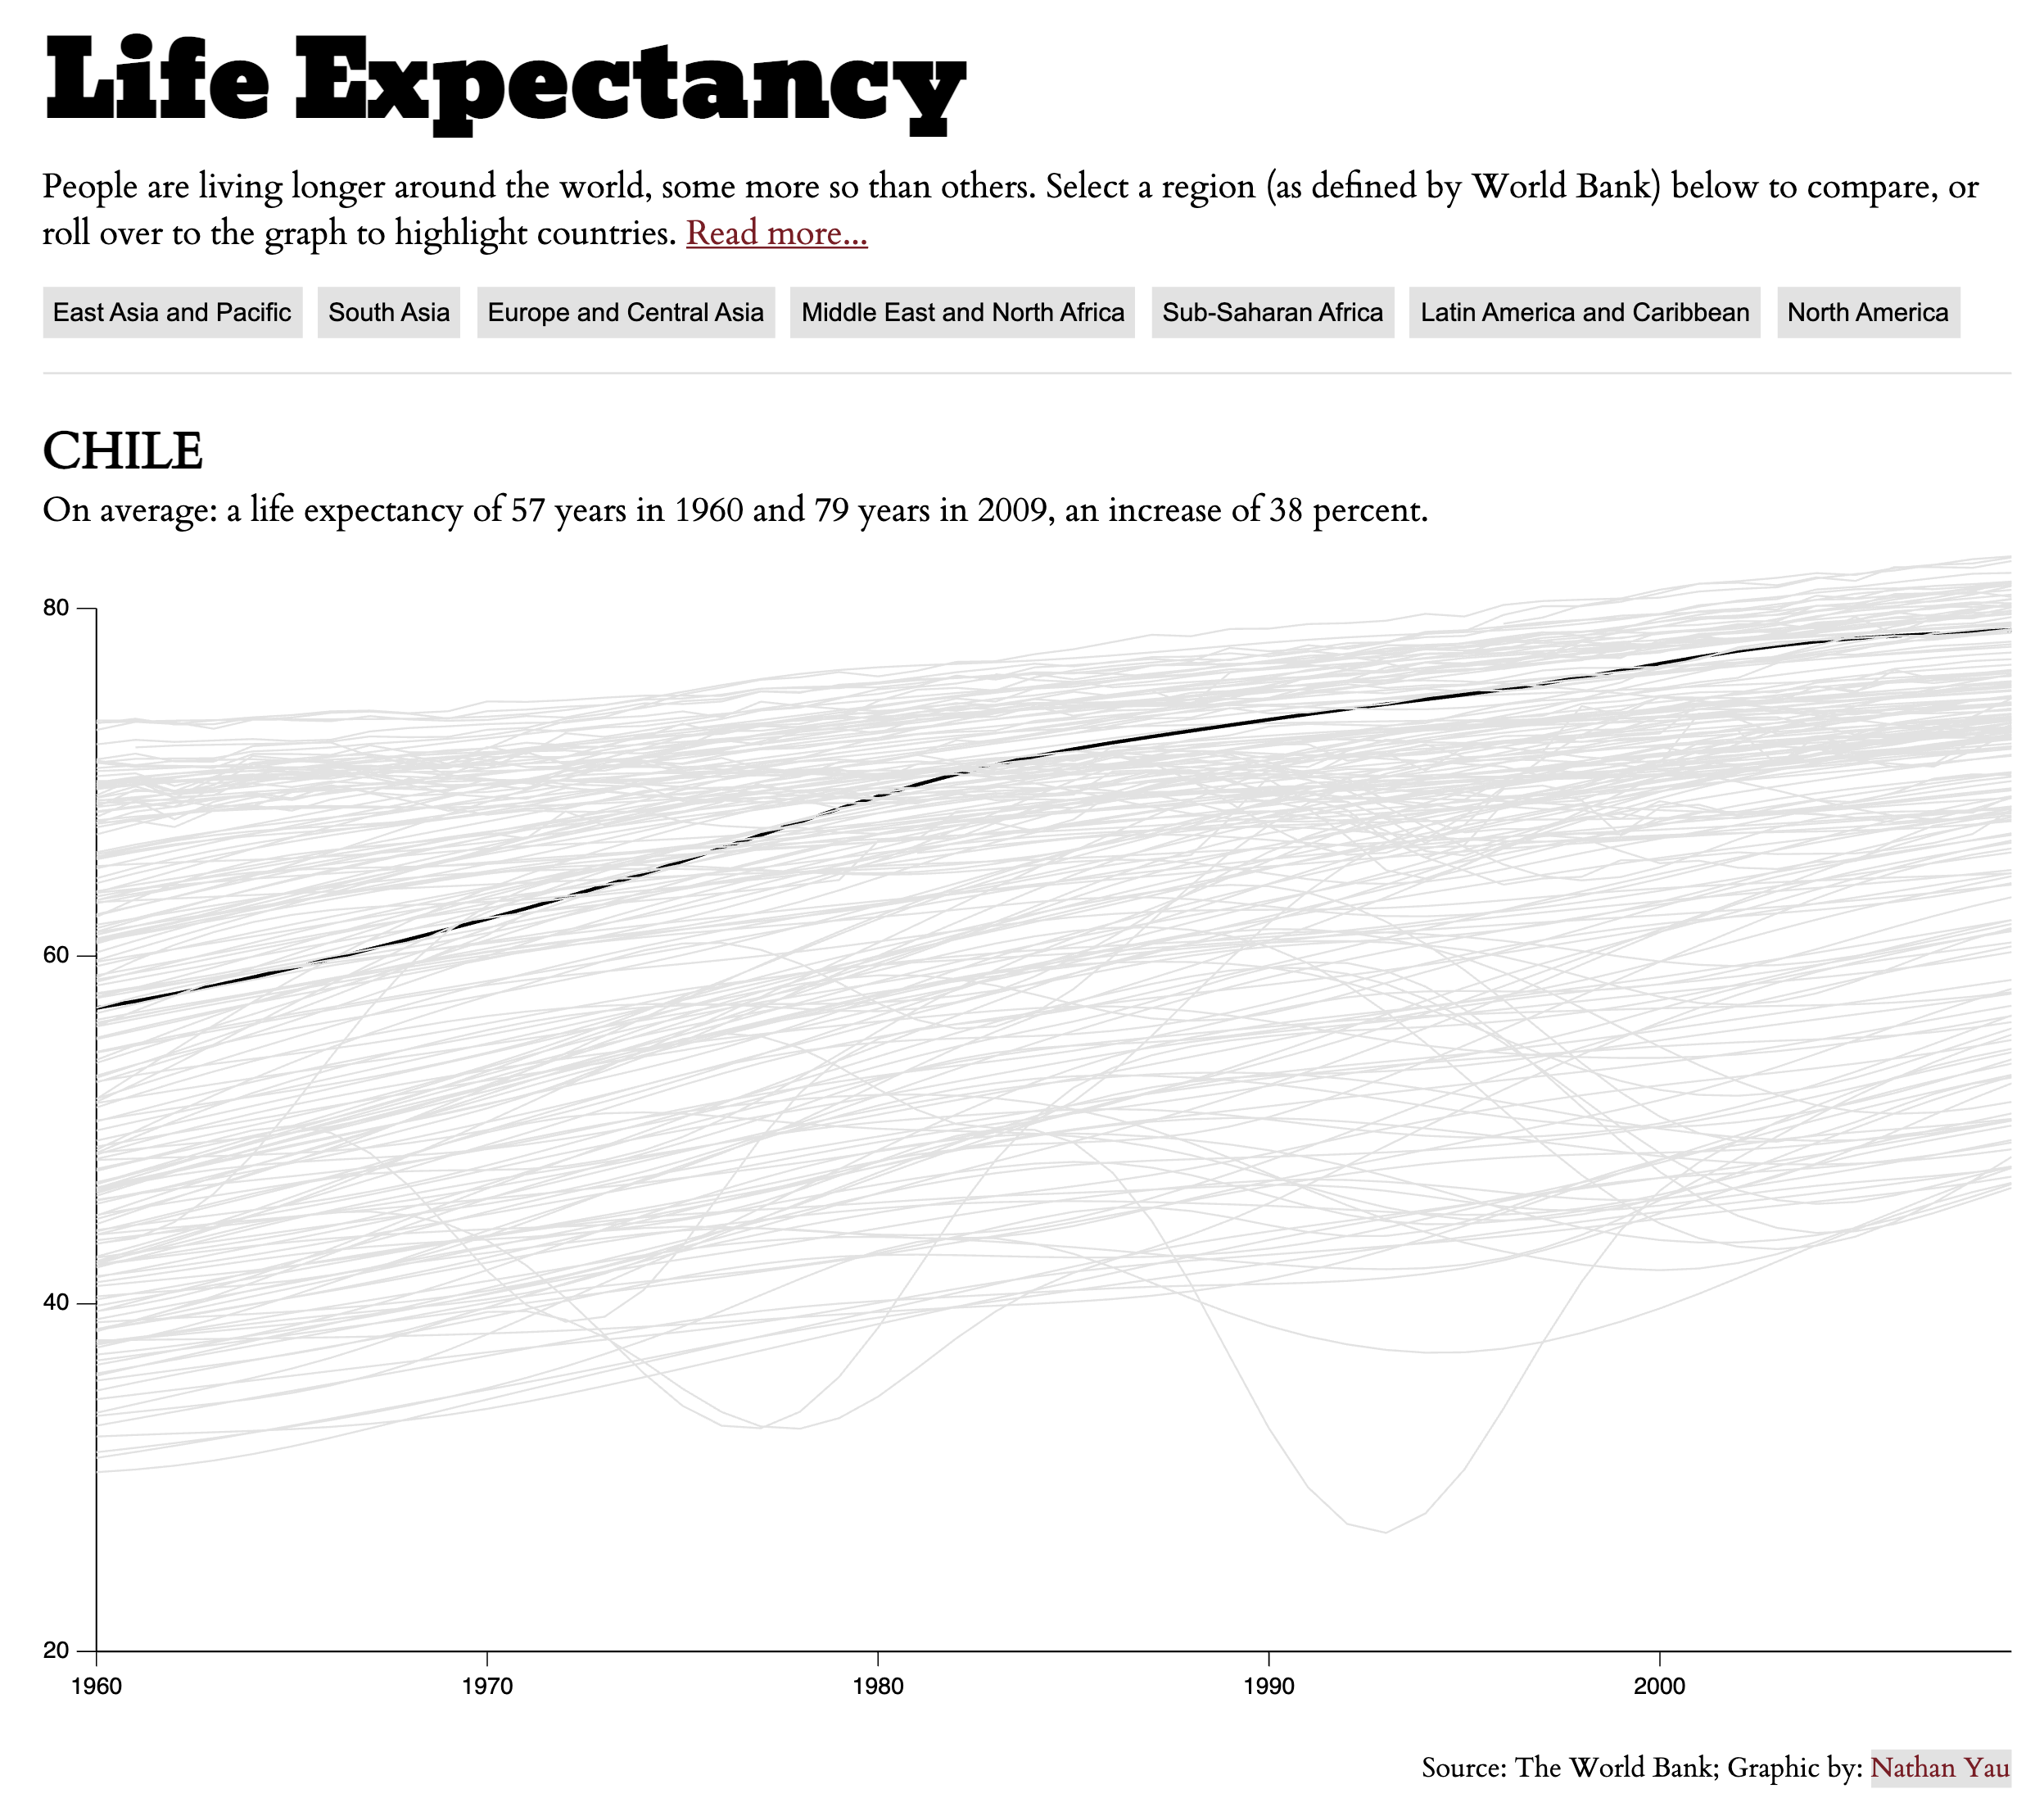 Life Expectancy
People are living longer around the world, some more so than others. Select a region (as defined by World Bank) below to compare, or
roll over to the graph to highlight countries. Read more...
East Asia and Pacific South Asia Europe and Central Asia Middle East and North Africa Sub-Saharan Africa Latin America and Caribbean North America
CHILE
On average: a life expectancy of 57 years in 1960 and 79 years in 2009, an increase of 38 percent.
80
60
40
20
1960 1970 1980 1990 2000
Source: The World Bank; Graphic by: Nathan Yau